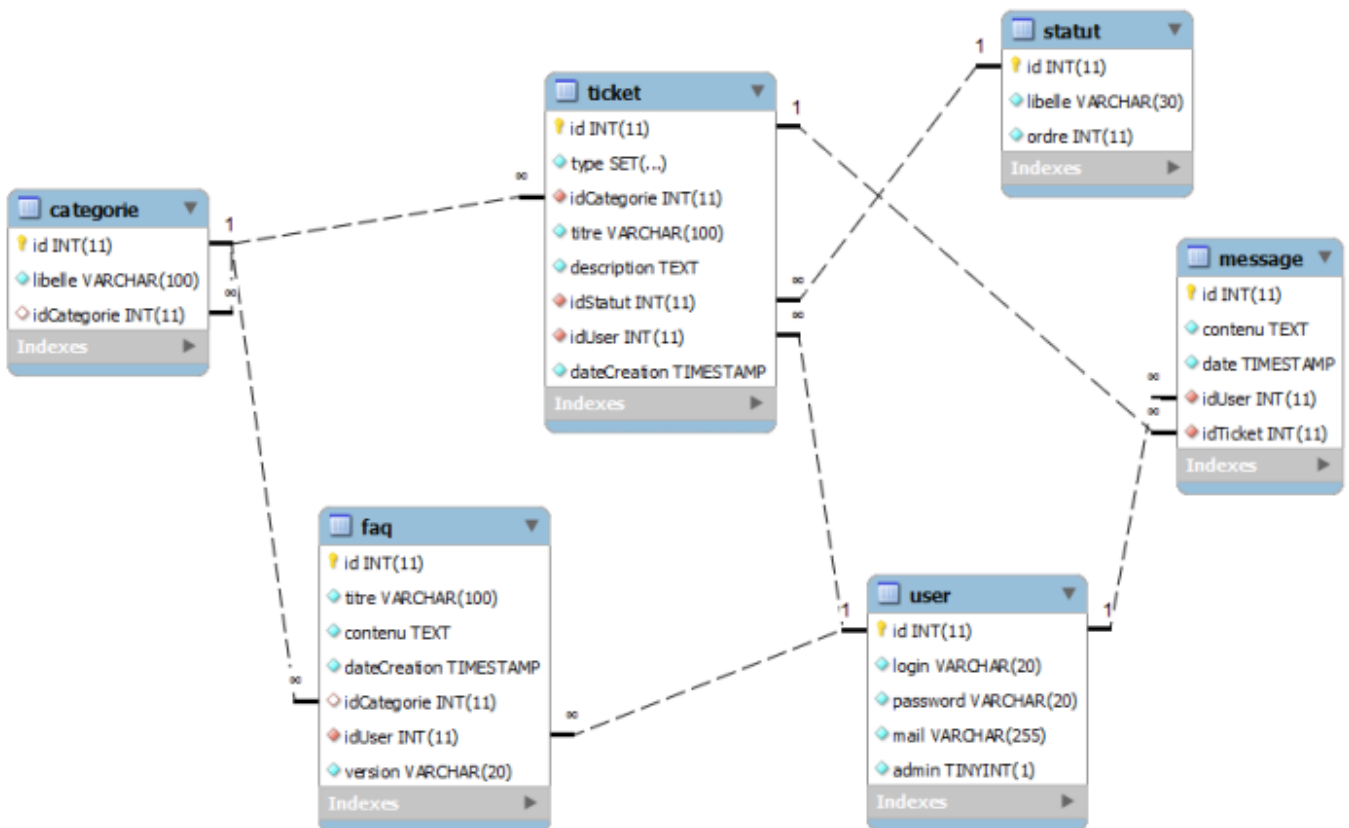 statut
id INT(11)
libelle VARCHAR(30)
ordre INT(11)
Indexes
1
ticket
id INT(11)
type SET(...)
idCategorie INT(11)
titre VARCHAR(100)
description TEXT
idStatut INT(11)
idUser INT(11)
dateCreation TIMESTAMP
Indexes
1
∞
∞
∞
categorie
id INT(11)
libelle VARCHAR(100)
idCategorie INT(11)
Indexes
1
∞
message
id INT(11)
contenu TEXT
date TIMESTAMP
idUser INT(11)
idTicket INT(11)
Indexes
∞
∞
faq
id INT(11)
titre VARCHAR(100)
contenu TEXT
dateCreation TIMESTAMP
idCategorie INT(11)
idUser INT(11)
version VARCHAR(20)
Indexes
∞
∞
user
id INT(11)
login VARCHAR(20)
password VARCHAR(20)
mail VARCHAR(255)
admin TINYINT(1)
Indexes
1
1